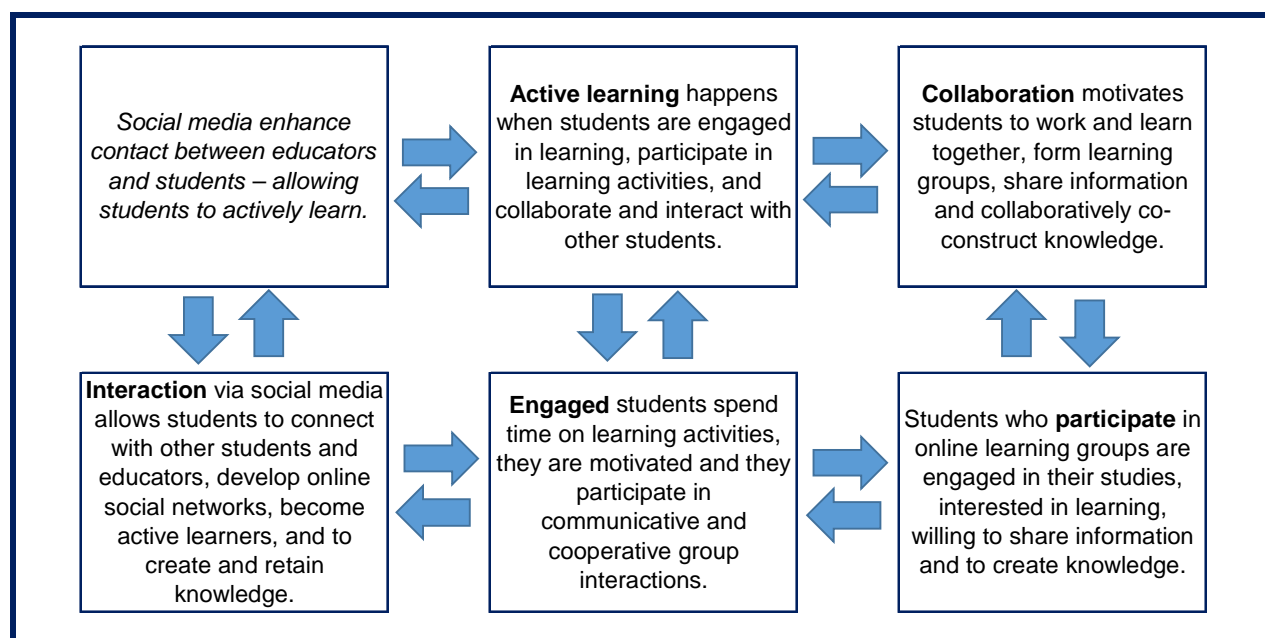 Social media enhance
contact between educators
and students – allowing
students to actively learn.
Active learning happens
when students are engaged
in learning, participate in
learning activities, and
collaborate and interact with
other students.
Collaboration motivates
students to work and learn
together, form learning
groups, share information
and collaboratively co-
construct knowledge.
Interaction via social media
allows students to connect
with other students and
educators, develop online
social networks, become
active learners, and to
create and retain
knowledge.
Engaged students spend
time on learning activities,
they are motivated and they
participate in
communicative and
cooperative group
interactions.
Students who participate in
online learning groups are
engaged in their studies,
interested in learning,
willing to share information
and to create knowledge.